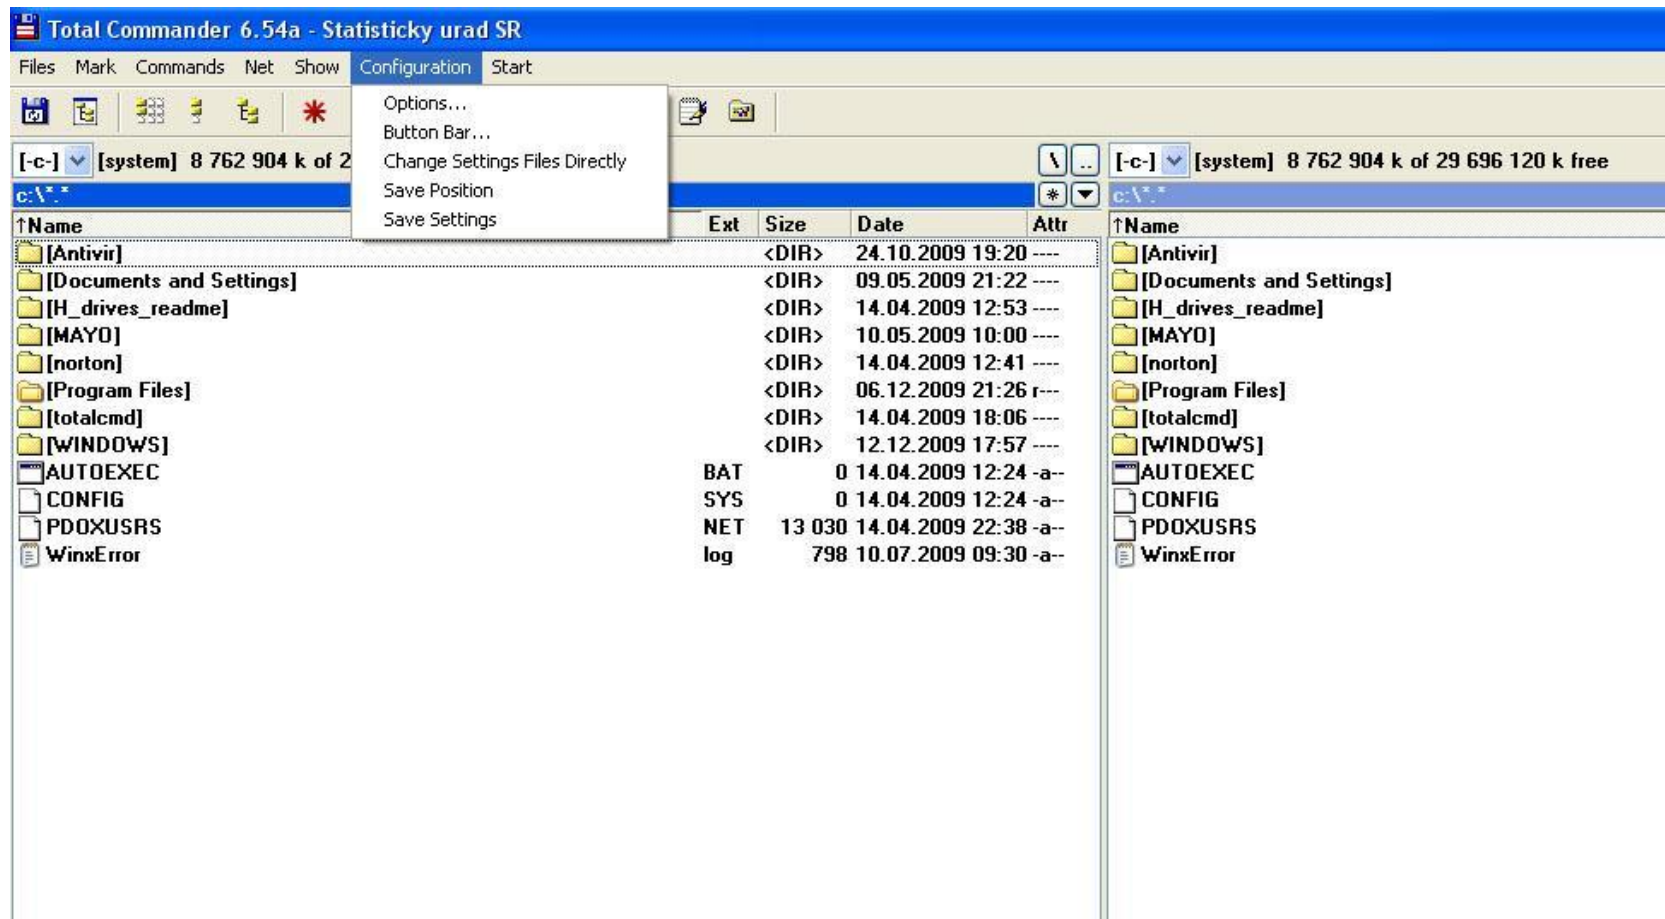 Total Commander 6.54a - Statisticky urad SR
Files Mark Commands Net Show Configuration Start
Options...
Button Bar...
Change Settings Files Directly
Save Position
Save Settings
[-c-] [system] 8 762 904 k of 2
\ ..
c:\*.*
* ▼
↑Name Ext Size Date Attr
[Antivir] <DIR> 24.10.2009 19:20 ----
[Documents and Settings] <DIR> 09.05.2009 21:22 ----
[H_drives_readme] <DIR> 14.04.2009 12:53 ----
[MAYO] <DIR> 10.05.2009 10:00 ----
[norton] <DIR> 14.04.2009 12:41 ----
[Program Files] <DIR> 06.12.2009 21:26 r---
[totalcmd] <DIR> 14.04.2009 18:06 ----
[WINDOWS] <DIR> 12.12.2009 17:57 ----
AUTOEXEC BAT 0 14.04.2009 12:24 -a--
CONFIG SYS 0 14.04.2009 12:24 -a--
PDOXUSRS NET 13 030 14.04.2009 22:38 -a--
WinxError log 798 10.07.2009 09:30 -a--
[-c-] [system] 8 762 904 k of 29 696 120 k free
c:\*.*
↑Name
[Antivir]
[Documents and Settings]
[H_drives_readme]
[MAYO]
[norton]
[Program Files]
[totalcmd]
[WINDOWS]
AUTOEXEC
CONFIG
PDOXUSRS
WinxError